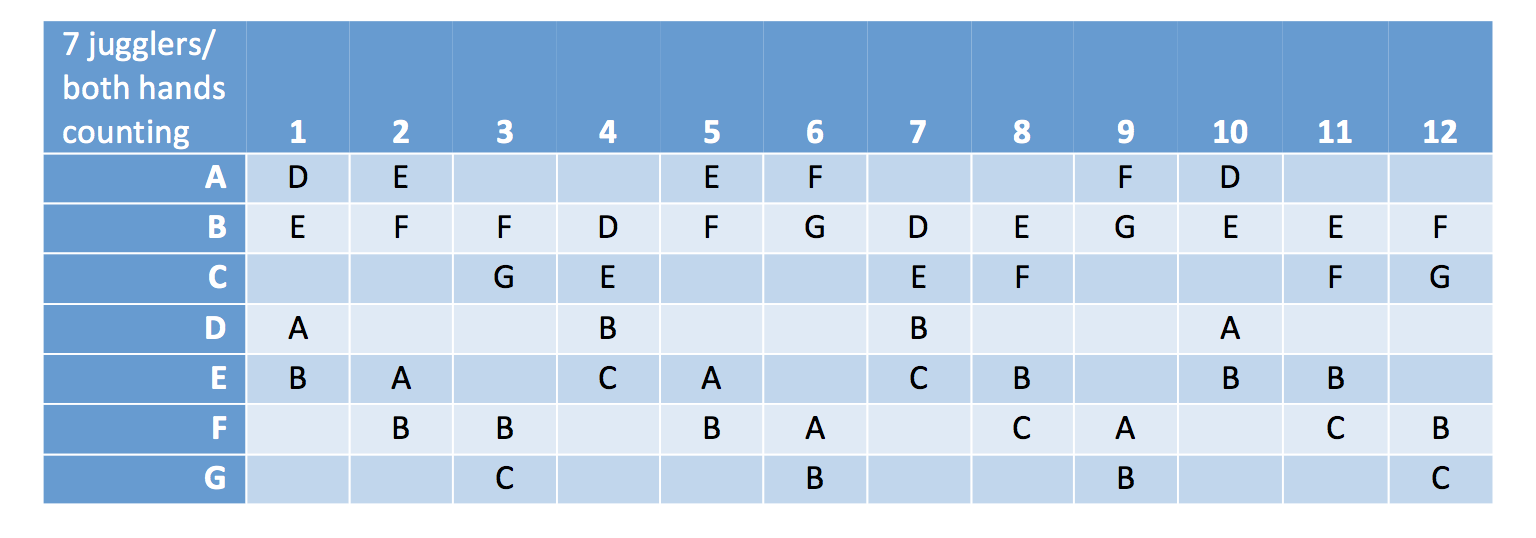 7 jugglers/
both hands
counting 1 2 3 4 5 6 7 8 9 10 11 12
A D E E F F D
B E F F D F G D E G E E F
C G E E F F G
D A B B A
E B A C A C B B B
F B B B A C A C B
G C B B C